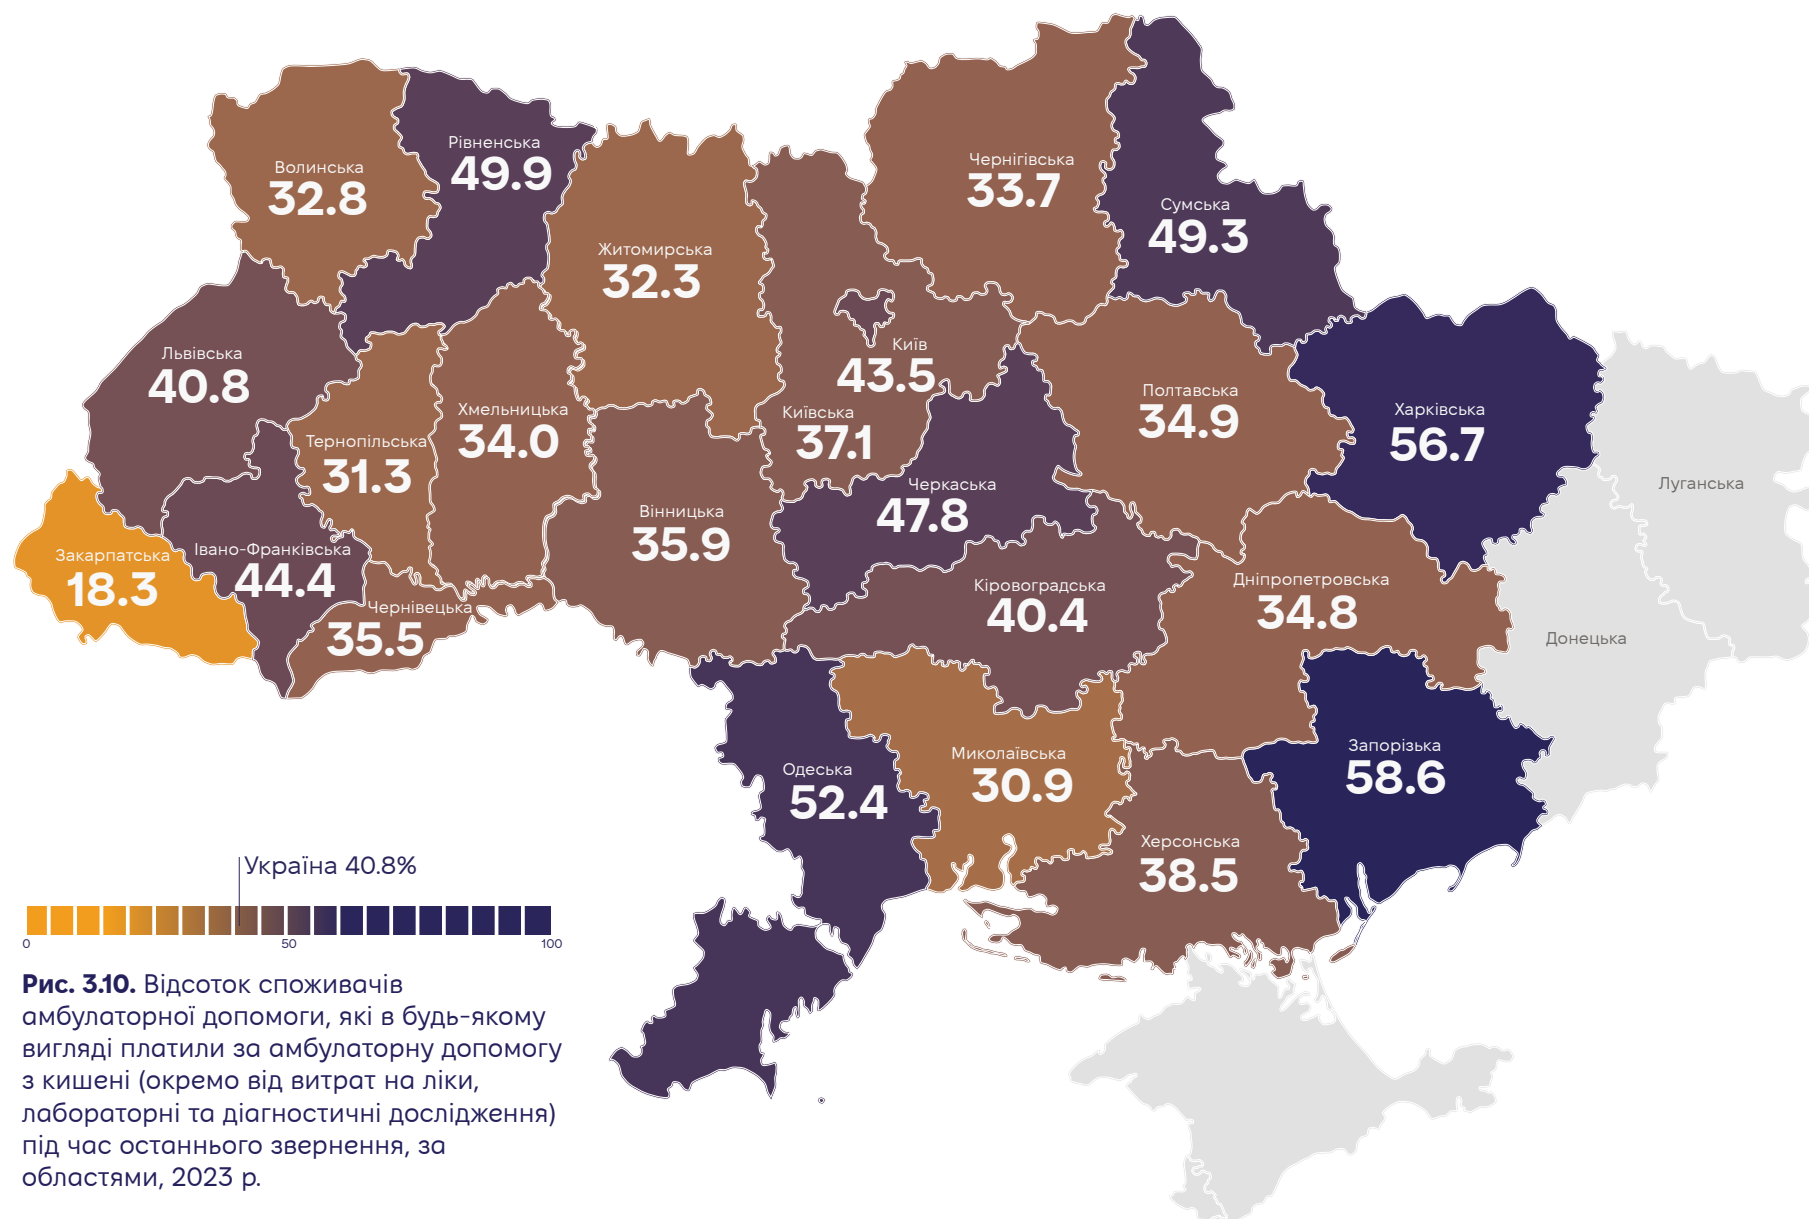 Волинська
32.8
Рівненська
49.9
Житомирська
32.3
Чернігівська
33.7
Сумська
49.3
Львівська
40.8
Тернопільська
31.3
Хмельницька
34.0
Київ
43.5
Київська
37.1
Полтавська
34.9
Харківська
56.7
Луганська
Закарпатська
18.3
Івано-Франківська
44.4
Чернівецька
35.5
Вінницька
35.9
Черкаська
47.8
Кіровоградська
40.4
Дніпропетровська
34.8
Донецька
Одеська
52.4
Миколаївська
30.9
Херсонська
38.5
Запорізька
58.6
Україна 40.8%
0 50 100
Рис. 3.10. Відсоток споживачів
амбулаторної допомоги, які в будь-якому
вигляді платили за амбулаторну допомогу
з кишені (окремо від витрат на ліки,
лабораторні та діагностичні дослідження)
під час останнього звернення, за
областями, 2023 р.